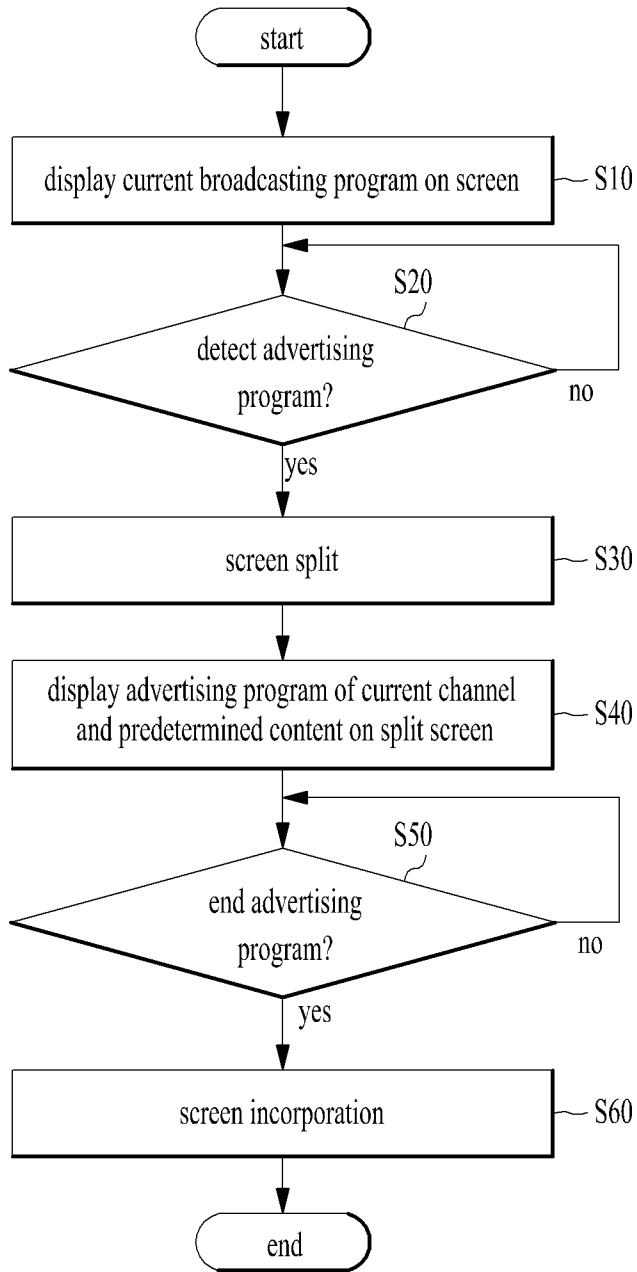 start
display current broadcasting program on screen
S10
S20
detect advertising
program?
no
yes
screen split
S30
display advertising program of current channel
and predetermined content on split screen
S40
S50
end advertising
program?
no
yes
screen incorporation
S60
end